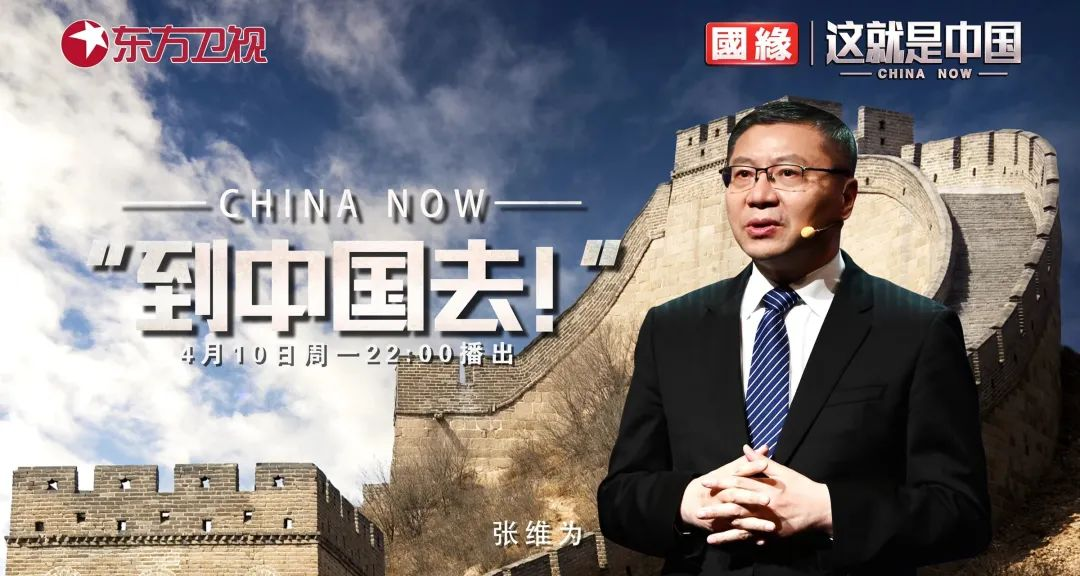 东方卫视
國緣
这就是中国
CHINA NOW
CHINA NOW
“到中国去！”
4月10日周一22:00播出
张维为